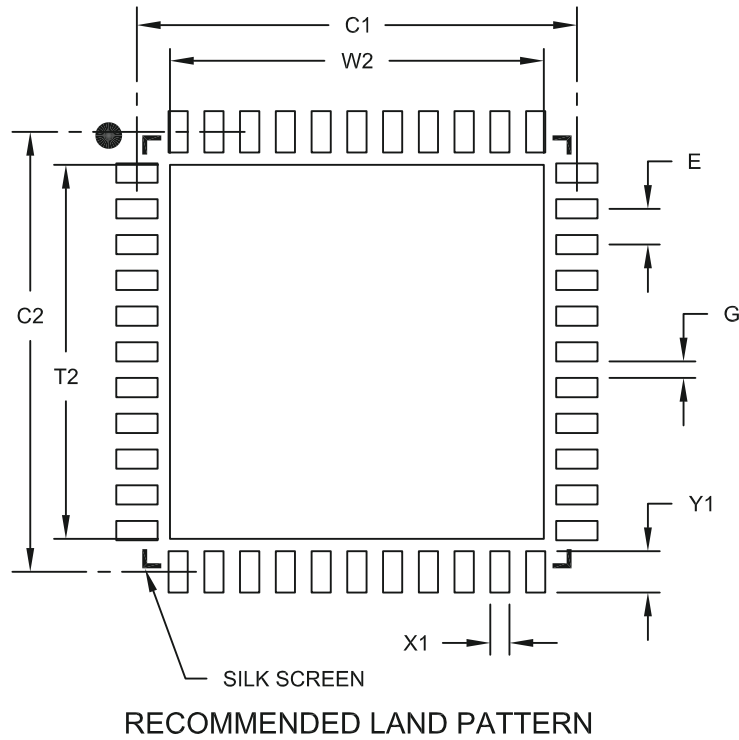 C1
W2
E
C2
G
T2
Y1
X1
SILK SCREEN
RECOMMENDED LAND PATTERN